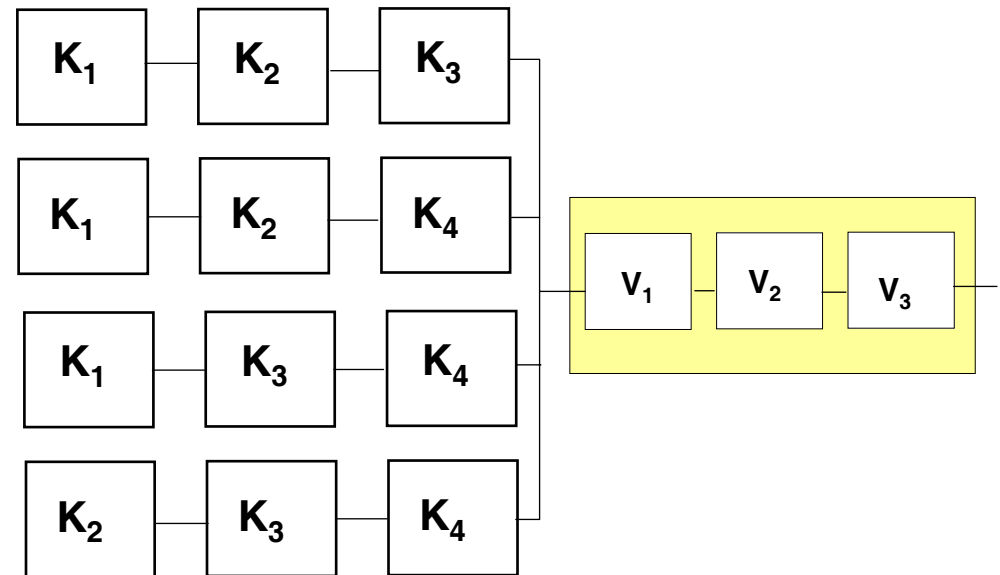 K₁ K₂ K₃
K₁ K₂ K₄
V₁ V₂ V₃
K₁ K₃ K₄
K₂ K₃ K₄